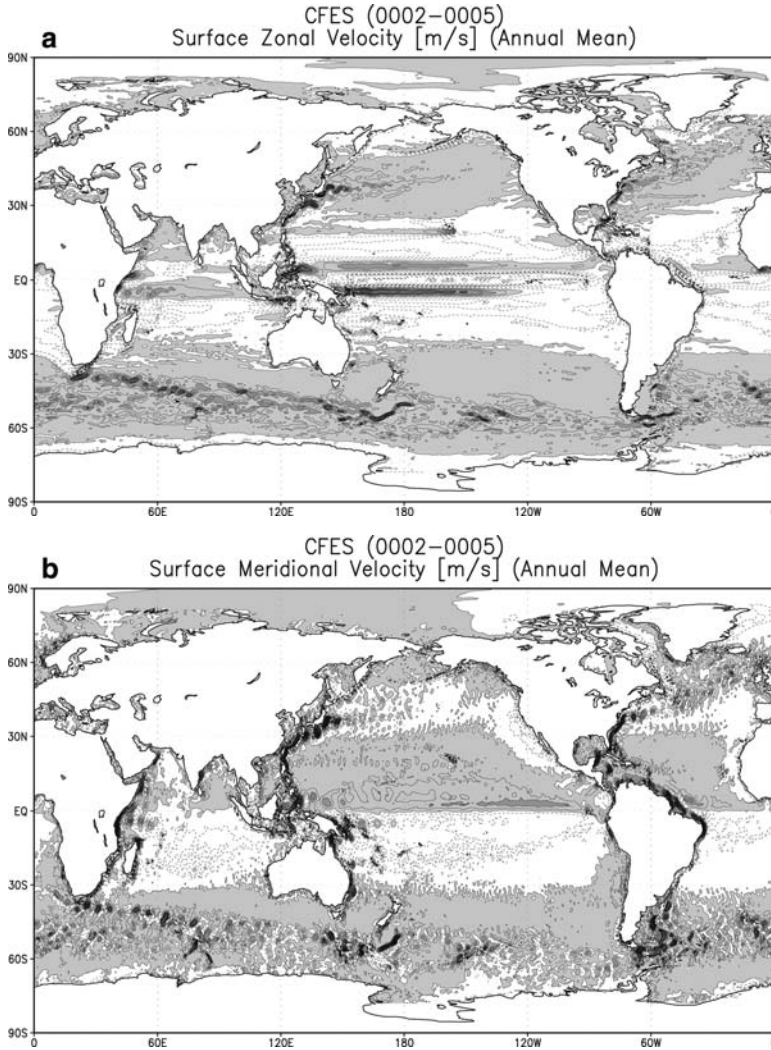 CFES (0002-0005)
a Surface Zonal Velocity [m/s] (Annual Mean)
90N
60N
30N
EQ
30S
60S
90S
0 60E 120E 180 120W 60W 0
CFES (0002-0005)
b Surface Meridional Velocity [m/s] (Annual Mean)
90N
60N
30N
EQ
30S
60S
90S
0 60E 120E 180 120W 60W 0